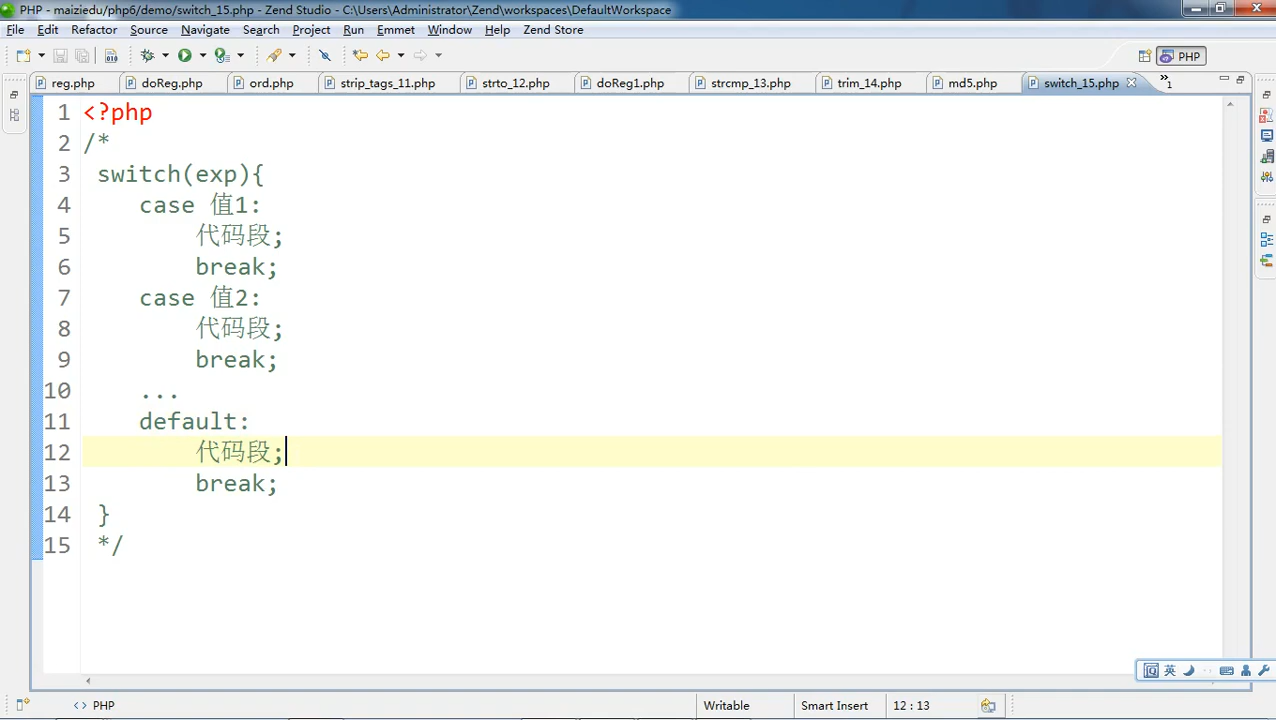 PHP - maiziedu/php6/demo/switch_15.php - Zend Studio - C:\Users\Administrator\Zend\workspaces\DefaultWorkspace
File Edit Refactor Source Navigate Search Project Run Emmet Window Help Zend Store
PHP
reg.php doReg.php ord.php strip_tags_11.php strto_12.php doReg1.php strcmp_13.php trim_14.php md5.php switch_15.php »1
1 <?php
2 /*
3 switch(exp){
4 case 值1:
5 代码段;
6 break;
7 case 值2:
8 代码段;
9 break;
10 ...
11 default:
12 代码段;
13 break;
14 }
15 */
英
<> PHP Writable Smart Insert 12 : 13